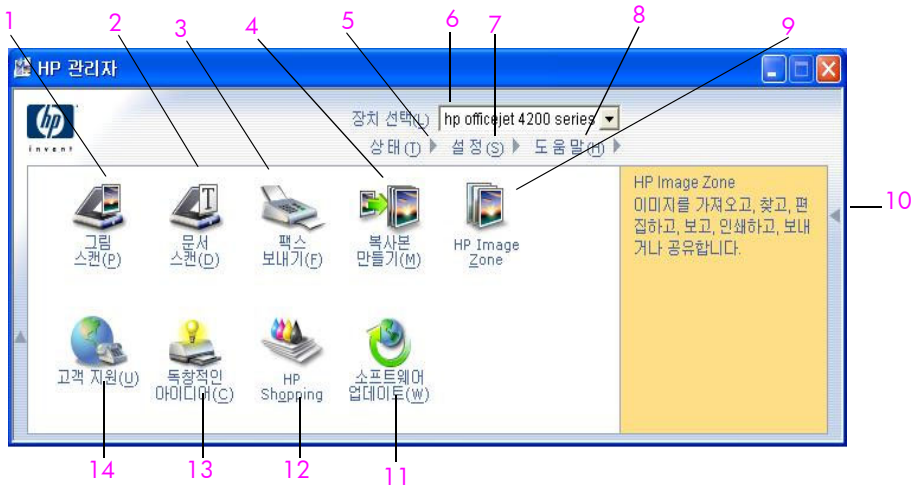 1 2 3 4 5 6 7 8 9
HP 관리자
hp
invent
장치 선택(L) hp officejet 4200 series
상태(T) 설정(S) 도움말(H)
그림
스캔(P)
문서
스캔(D)
팩스
보내기(F)
복사본
만들기(M)
HP Image
Zone
HP Image Zone
이미지를 가져오고, 찾고, 편
집하고, 보고, 인쇄하고, 보내
거나 공유합니다.
10
고객 지원(U)
독창적인
아이디어(C)
HP
Shopping
소프트웨어
업데이트(W)
14 13 12 11